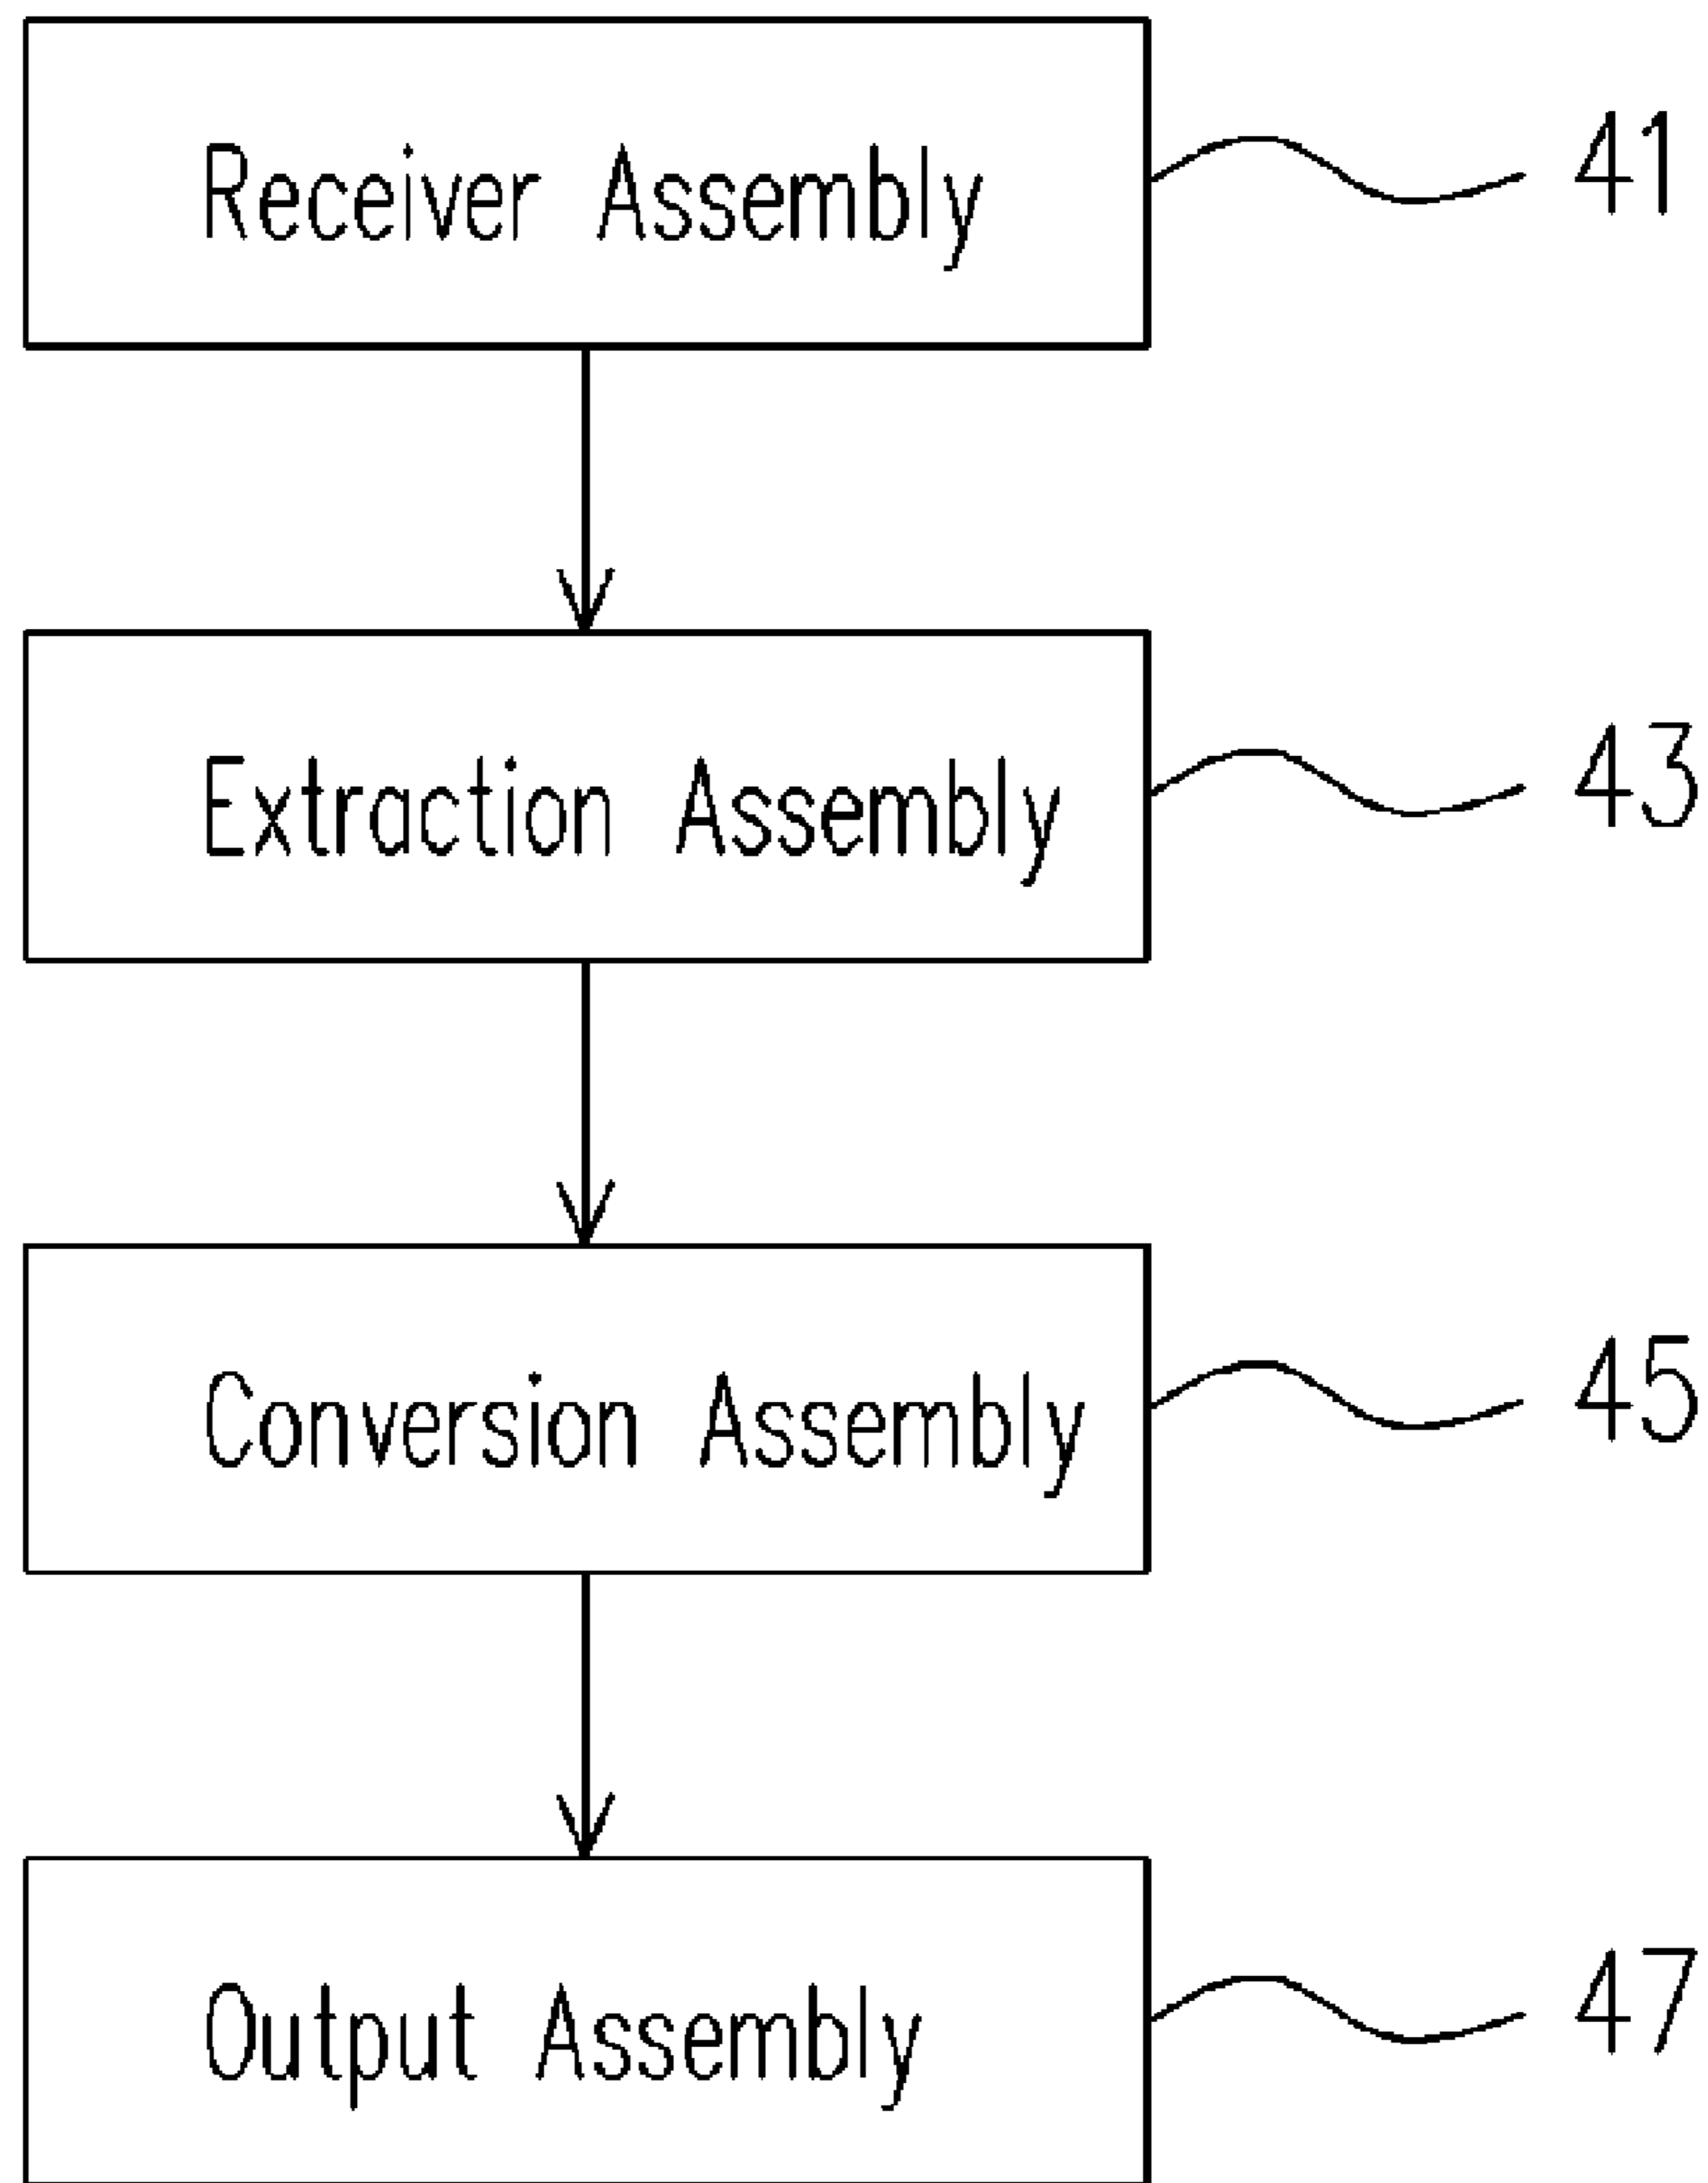 Receiver Assembly 41
Extraction Assembly 43
Conversion Assembly 45
Output Assembly 47